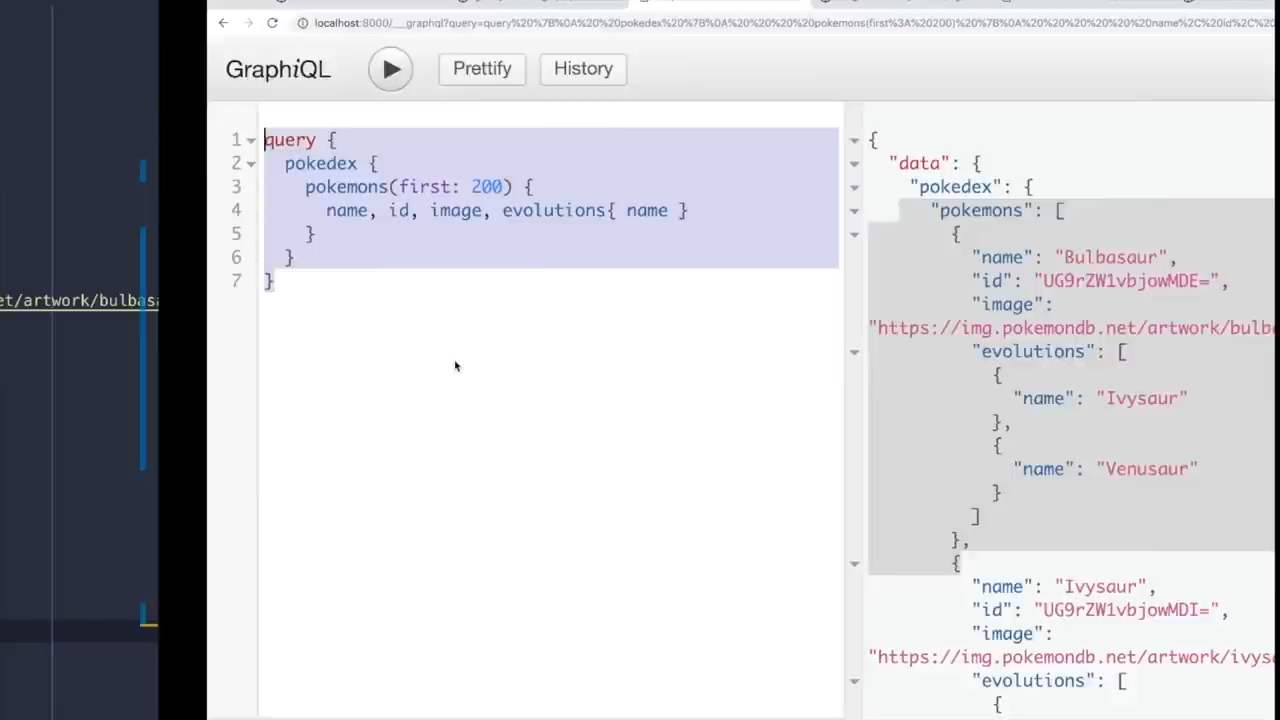 localhost:8000/___graphql?query=query%20%7B%0A%20%20pokedex%20%7B%0A%20%20%20%20pokemons(first%3A%20200)%20%7B%0A%20%20%20%20%20%20name%2C%20id%2C%20
GraphiQL
Prettify
History
1 query {
2 pokedex {
3 pokemons(first: 200) {
4 name, id, image, evolutions{ name }
5 }
6 }
7 }
{
"data": {
"pokedex": {
"pokemons": [
{
"name": "Bulbasaur",
"id": "UG9rZW1vbjowMDE=",
"image":
"https://img.pokemondb.net/artwork/bulb
"evolutions": [
{
"name": "Ivysaur"
},
{
"name": "Venusaur"
}
]
},
{
"name": "Ivysaur",
"id": "UG9rZW1vbjowMDI=",
"image":
"https://img.pokemondb.net/artwork/ivys
"evolutions": [
{
et/artwork/bulbasa